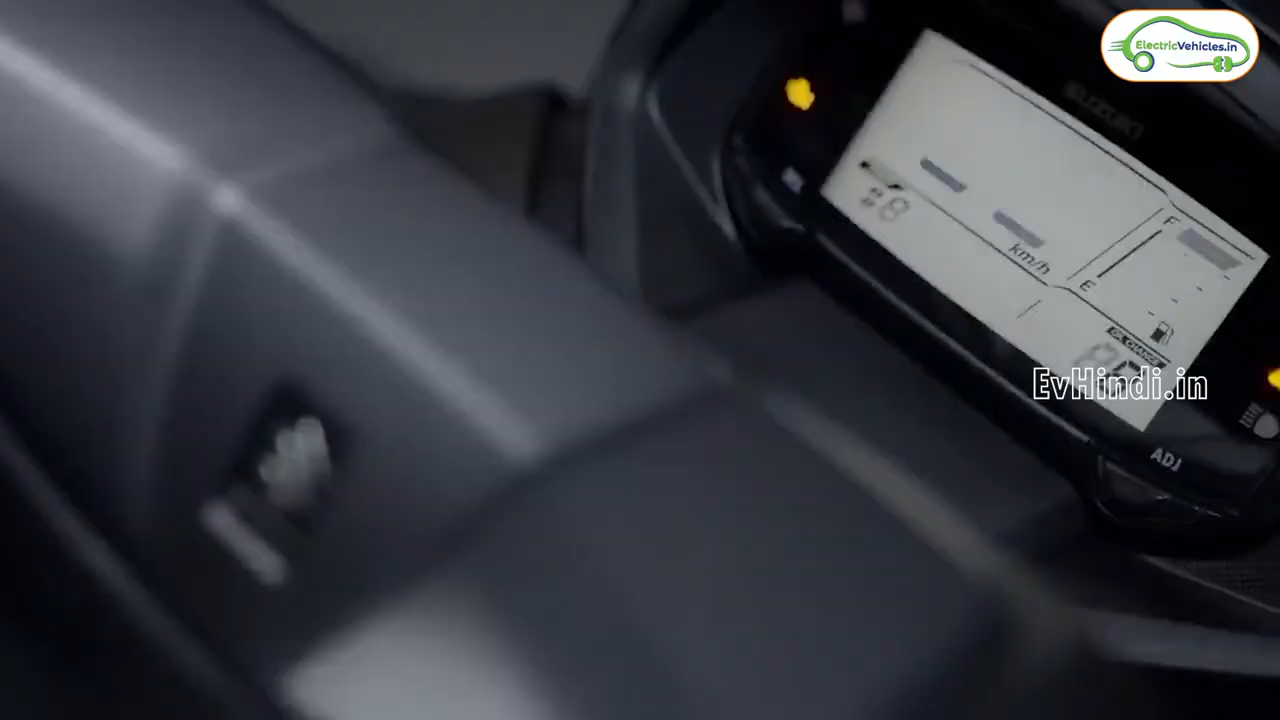 ElectricVehicles.in
SUZUKI
F
km/h
E
OIL CHANGE
EvHindi.in
ADJ